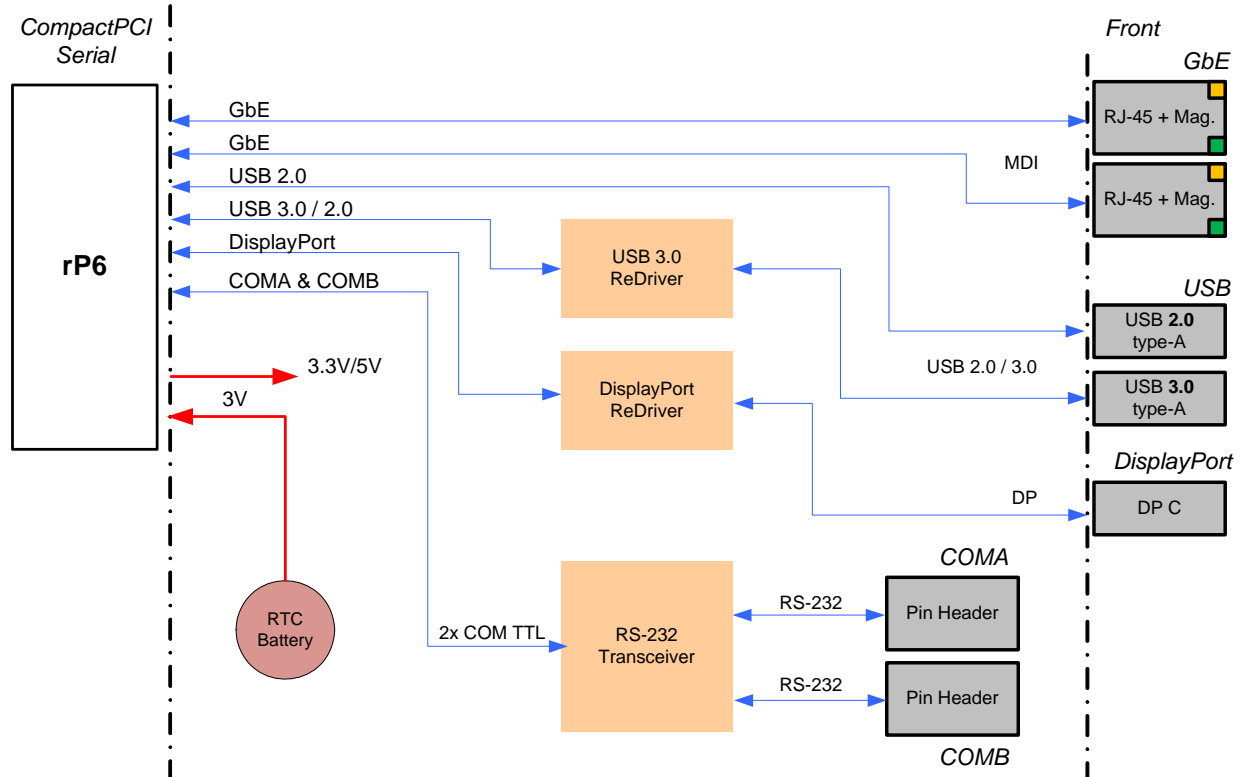 CompactPCI
Serial
Front
GbE
rP6
GbE
GbE
USB 2.0
USB 3.0 / 2.0
DisplayPort
COMA & COMB
3.3V/5V
3V
RTC
Battery
2x COM TTL
USB 3.0
ReDriver
DisplayPort
ReDriver
RS-232
Transceiver
MDI
USB 2.0 / 3.0
DP
RS-232
RS-232
COMA
Pin Header
Pin Header
COMB
RJ-45 + Mag.
RJ-45 + Mag.
USB
USB 2.0
type-A
USB 3.0
type-A
DisplayPort
DP C